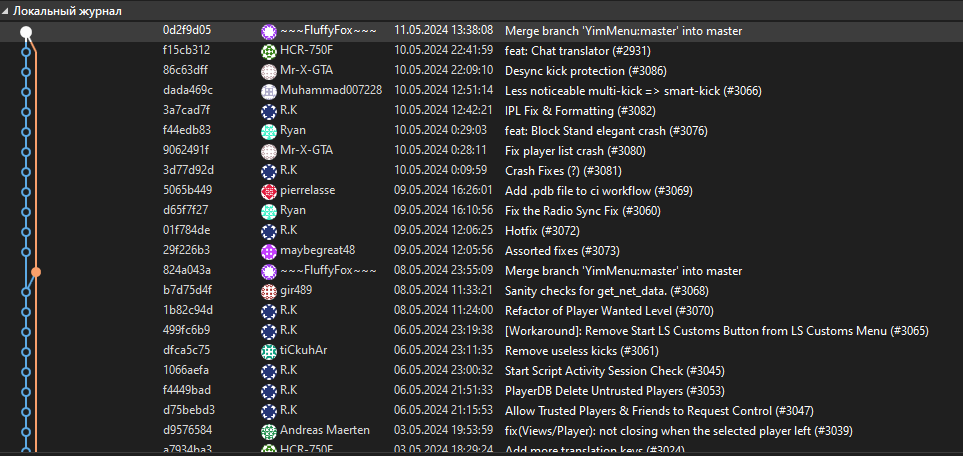 Локальный журнал
0d2f9d05 ~~~FluffyFox~~~ 11.05.2024 13:38:08 Merge branch 'YimMenu:master' into master
f15cb312 HCR-750F 10.05.2024 22:41:59 feat: Chat translator (#2931)
86c63dff Mr-X-GTA 10.05.2024 22:09:10 Desync kick protection (#3086)
dada469c Muhammad007228 10.05.2024 12:51:14 Less noticeable multi-kick => smart-kick (#3066)
3a7cad7f R.K 10.05.2024 12:42:21 IPL Fix & Formatting (#3082)
f44edb83 Ryan 10.05.2024 0:29:03 feat: Block Stand elegant crash (#3076)
9062491f Mr-X-GTA 10.05.2024 0:28:11 Fix player list crash (#3080)
3d77d92d R.K 10.05.2024 0:09:59 Crash Fixes (?) (#3081)
5065b449 pierrelasse 09.05.2024 16:26:01 Add .pdb file to ci workflow (#3069)
d65f7f27 Ryan 09.05.2024 16:10:56 Fix the Radio Sync Fix (#3060)
01f784de R.K 09.05.2024 12:06:25 Hotfix (#3072)
29f226b3 maybegreat48 09.05.2024 12:05:56 Assorted fixes (#3073)
824a043a ~~~FluffyFox~~~ 08.05.2024 23:55:09 Merge branch 'YimMenu:master' into master
b7d75d4f gir489 08.05.2024 11:33:21 Sanity checks for get_net_data. (#3068)
1b82c94d R.K 08.05.2024 11:24:00 Refactor of Player Wanted Level (#3070)
499fc6b9 R.K 06.05.2024 23:19:38 [Workaround]: Remove Start LS Customs Button from LS Customs Menu (#3065)
dfca5c75 tiCkuhAr 06.05.2024 23:11:35 Remove useless kicks (#3061)
1066aefa R.K 06.05.2024 23:00:32 Start Script Activity Session Check (#3045)
f4449bad R.K 06.05.2024 21:51:33 PlayerDB Delete Untrusted Players (#3053)
d75bebd3 R.K 06.05.2024 21:15:53 Allow Trusted Players & Friends to Request Control (#3047)
d9576584 Andreas Maerten 03.05.2024 19:53:59 fix(Views/Player): not closing when the selected player left (#3039)
a7934ba3 HCR-750F 03.05.2024 18:29:24 Add more translation keys (#3024)